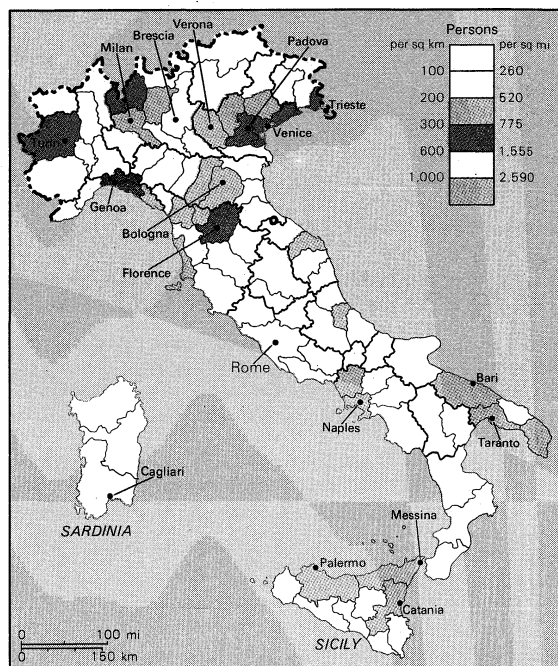 Verona
Persons
Brescia
per sq km per sq mi
Milan
Padova
100 260
200 520
Trieste
300 775
Venice
Turin
600 1,555
1,000 2,590
Genoa
Bologna
Florence
Rome
Bari
Naples
Taranto
Cagliari
Messina
SARDINIA
Palermo
Catania
0 100 mi
SICILY
0 150 km